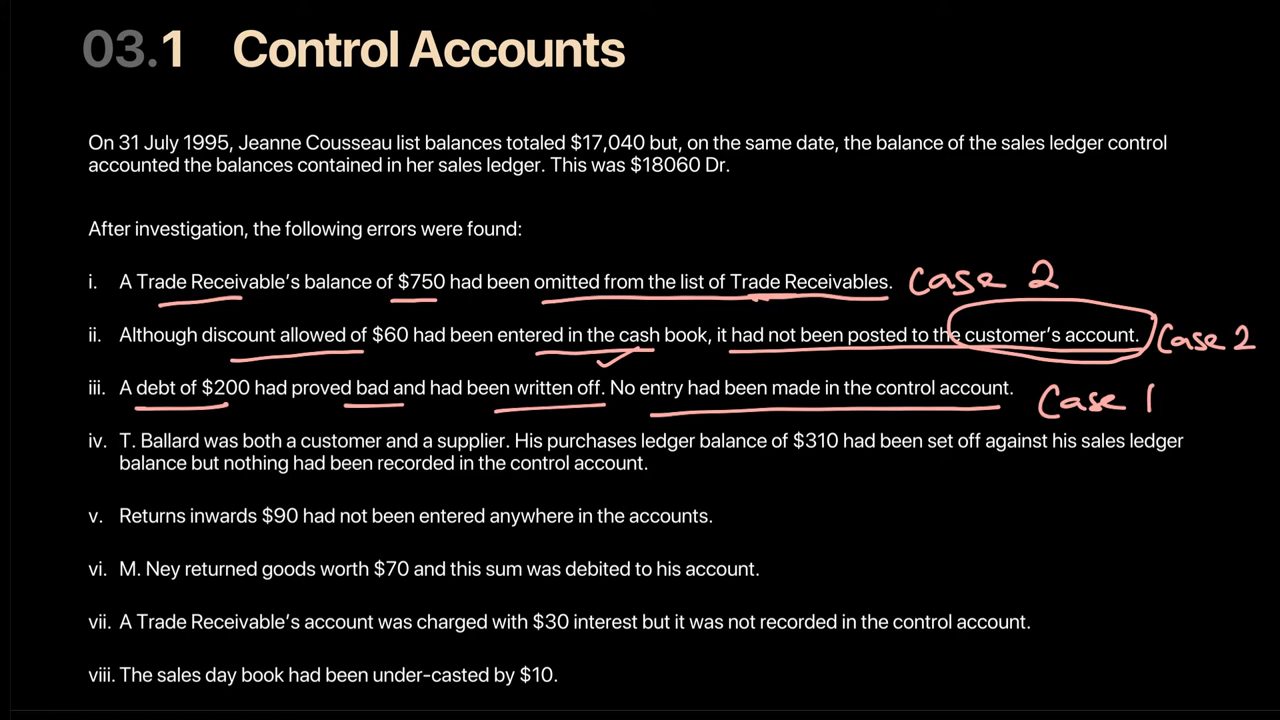 03.1 Control Accounts
On 31 July 1995, Jeanne Cousseau list balances totaled $17,040 but, on the same date, the balance of the sales ledger control
accounted the balances contained in her sales ledger. This was $18060 Dr.
After investigation, the following errors were found:
i. A Trade Receivable's balance of $750 had been omitted from the list of Trade Receivables. Case 2
ii. Although discount allowed of $60 had been entered in the cash book, it had not been posted to the customer's account. Case 2
iii. A debt of $200 had proved bad and had been written off. No entry had been made in the control account. Case 1
iv. T. Ballard was both a customer and a supplier. His purchases ledger balance of $310 had been set off against his sales ledger
balance but nothing had been recorded in the control account.
v. Returns inwards $90 had not been entered anywhere in the accounts.
vi. M. Ney returned goods worth $70 and this sum was debited to his account.
vii. A Trade Receivable's account was charged with $30 interest but it was not recorded in the control account.
viii. The sales day book had been under-casted by $10.